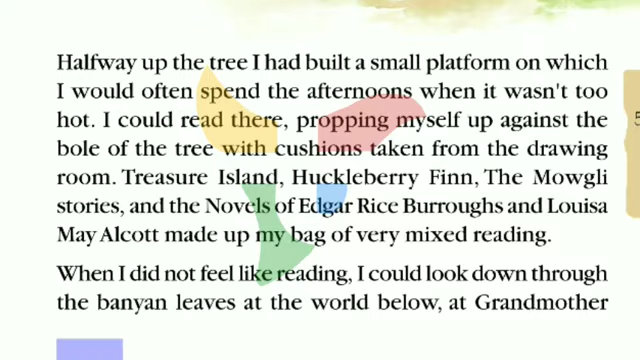 Halfway up the tree I had built a small platform on which
I would often spend the afternoons when it wasn't too
hot. I could read there, propping myself up against the
bole of the tree with cushions taken from the drawing
room. Treasure Island, Huckleberry Finn, The Mowgli
stories, and the Novels of Edgar Rice Burroughs and Louisa
May Alcott made up my bag of very mixed reading.
When I did not feel like reading, I could look down through
the banyan leaves at the world below, at Grandmother
5